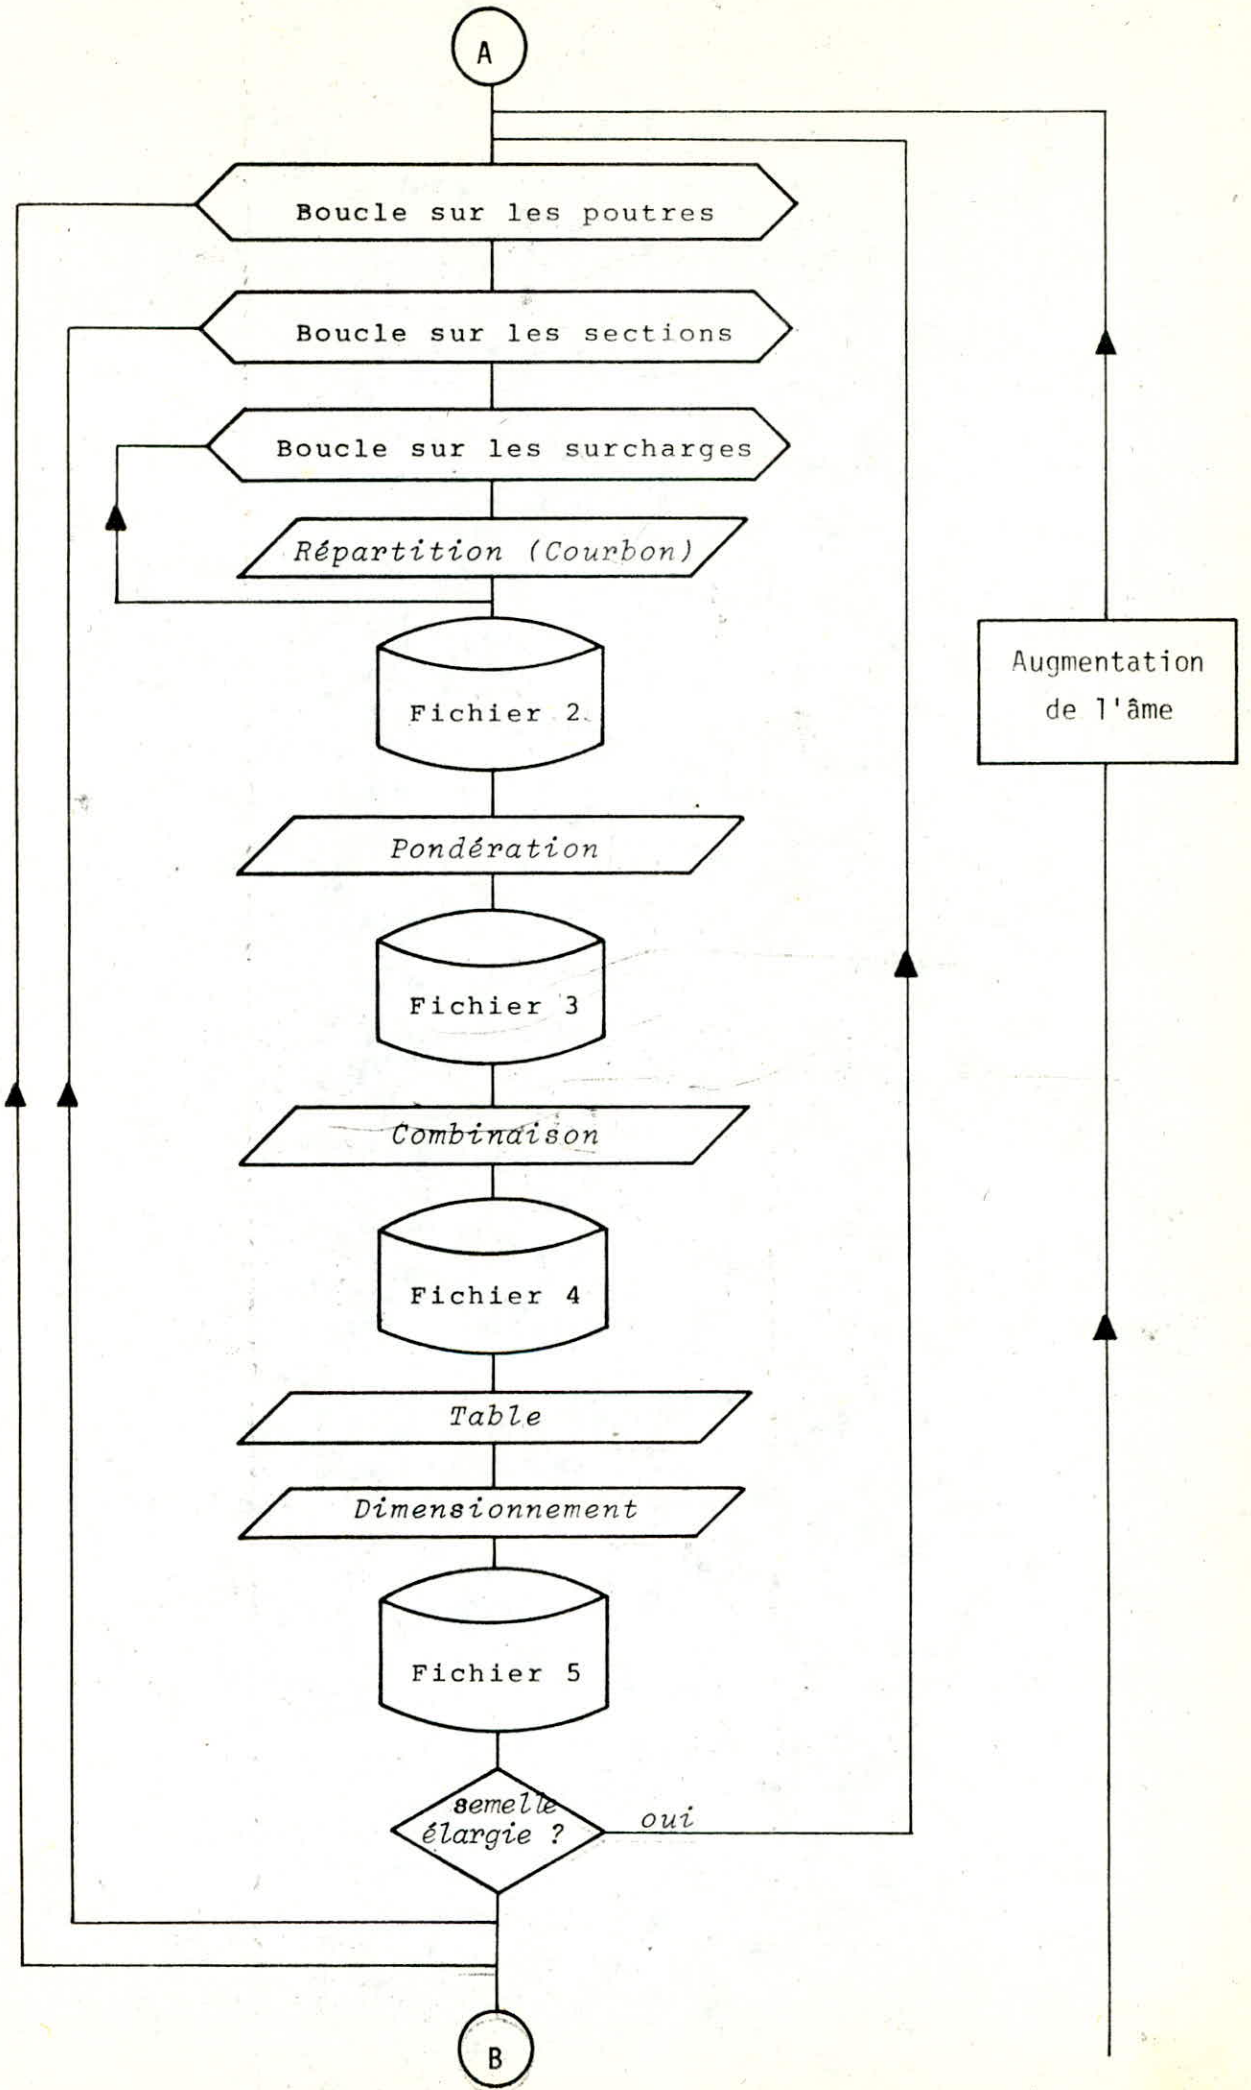 A
Boucle sur les poutres
Boucle sur les sections
Boucle sur les surcharges
Répartition (Courbon)
Fichier 2
Augmentation
de l'âme
Pondération
Fichier 3
Combinaison
Fichier 4
Table
Dimensionnement
Fichier 5
semelle
élargie ?
oui
B